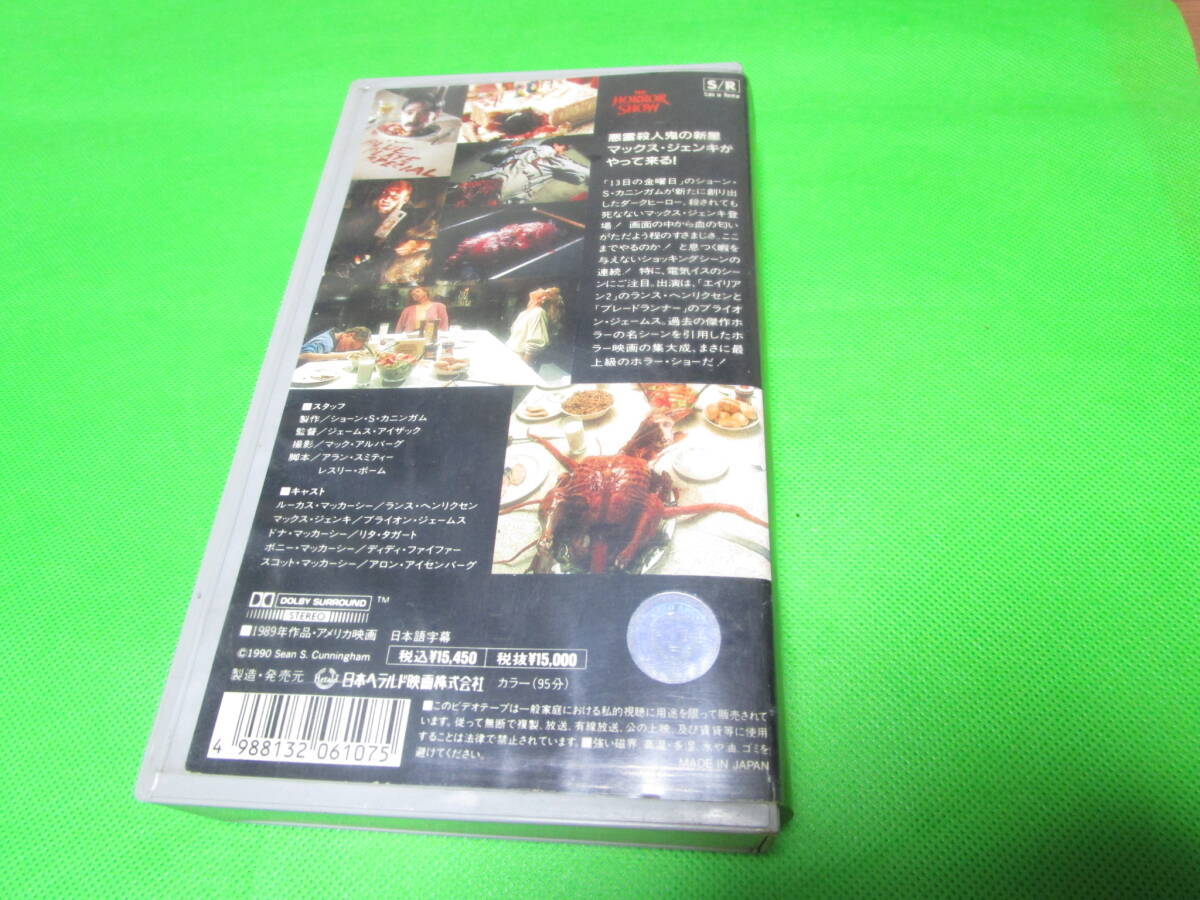 THE
HORROR
SHOW
S/R
悪霊殺人鬼の新星
マックス・ジェンキが
やって来る!
「13日の金曜日」のショーン・
S・カニンガムが新たに創り出
したダークヒーロー、殺されても
死なないマックス・ジェンキ登
場! 画面の中から血の匂い
がただよう程のすさまじさ、ここ
までやるのか! と息つく暇を
与えないショッキングシーンの
連続! 特に、電気イスのシー
ンにご注目。出演は、「エイリア
ン2」のランス・ヘンリクセンと
「ブレードランナー」のブライオ
ン・ジェームス。過去の傑作ホ
ラーの名シーンを引用したホ
ラー映画の集大成、まさに最
上級のホラー・ショーだ!
SPECIAL
■スタッフ
製作/ショーン・S・カニンガム
監督/ジェームス・アイザック
撮影/マック・アルバーグ
脚本/アラン・スミティー
レスリー・ボーム
■キャスト
ルーカス・マッカーシー/ランス・ヘンリクセン
マックス・ジェンキ/ブライオン・ジェームス
ドナ・マッカーシー/リタ・タガート
ボニー・マッカーシー/ディディ・ファイファー
スコット・マッカーシー/アロン・アイセンバーグ
DOLBY SURROUND TM
STEREO
■1989年作品・アメリカ映画 日本語字幕
©1990 Sean S. Cunningham 税込¥15,450 税抜¥15,000
製造・発売元 Herald 日本ヘラルド映画株式会社 カラー(95分)
4 988132 061075
■このビデオテープは一般家庭における私的視聴に用途を限って販売されて
います。従って無断で複製、放送、有線放送、公の上映、及び賃貸等に使用
することは法律で禁止されています。■強い磁界、高温・多湿、水や油、ゴミを
避けてください。
MADE IN JAPAN